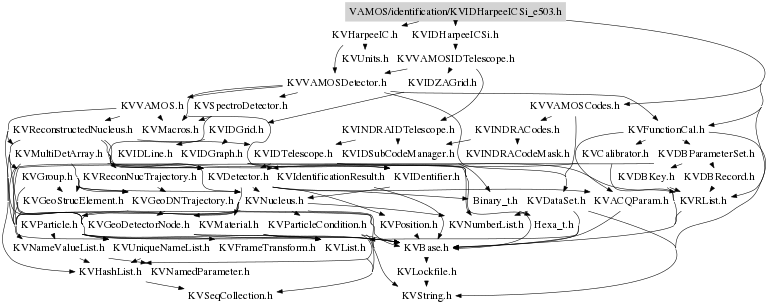 VAMOS/identification/KVIDHarpeeICSi_e503.h
KVHarpeeIC.h KVIDHarpeeICSi.h
KVUnits.h KVVAMOSIDTelescope.h
KVVAMOSDetector.h KVIDZAGrid.h
KVVAMOS.h KVSpectroDetector.h KVVAMOSCodes.h
KVReconstructedNucleus.h KVMacros.h KVIDGrid.h KVINDRAIDTelescope.h KVINDRACodes.h KVFunctionCal.h
KVMultiDetArray.h KVIDLine.h KVIDGraph.h KVIDTelescope.h KVIDSubCodeManager.h KVINDRACodeMask.h KVCalibrator.h KVDBParameterSet.h
KVGroup.h KVReconNucTrajectory.h KVDetector.h KVIdentificationResult.h KVIDentifier.h KVDBKey.h KVDBRecord.h
KVGeoStrucElement.h KVGeoDNTrajectory.h KVNucleus.h Binary_t.h KVDataSet.h KVACQParam.h KVRList.h
KVParticle.h KVGeoDetectorNode.h KVMaterial.h KVParticleCondition.h KVPosition.h KVNumberList.h Hexa_t.h
KVNameValueList.h KVUniqueNameList.h KVFrameTransform.h KVList.h KVBase.h
KVHashList.h KVNamedParameter.h KVLockfile.h
KVSeqCollection.h KVString.h